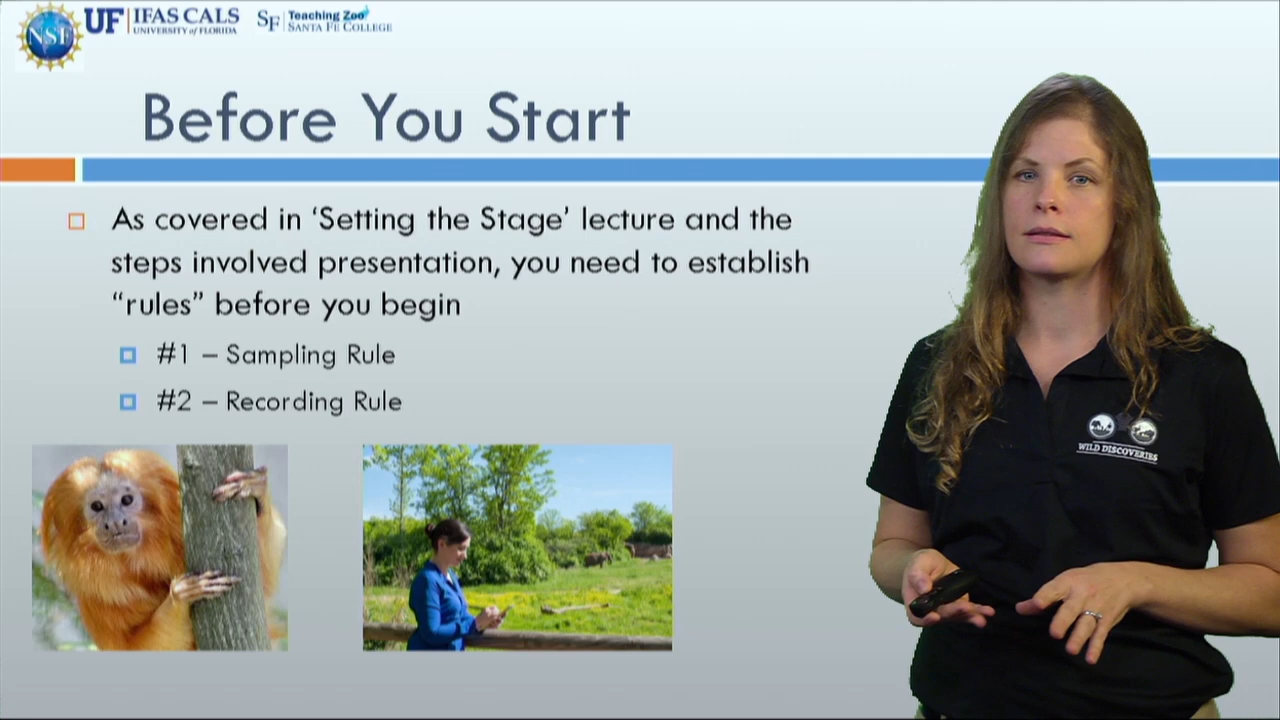 NSF
UF | IFAS CALS
UNIVERSITY of FLORIDA
SF | Teaching Zoo
SANTA FE COLLEGE
Before You Start
As covered in ‘Setting the Stage’ lecture and the
steps involved presentation, you need to establish
“rules” before you begin
#1 – Sampling Rule
#2 – Recording Rule
WILD DISCOVERIES